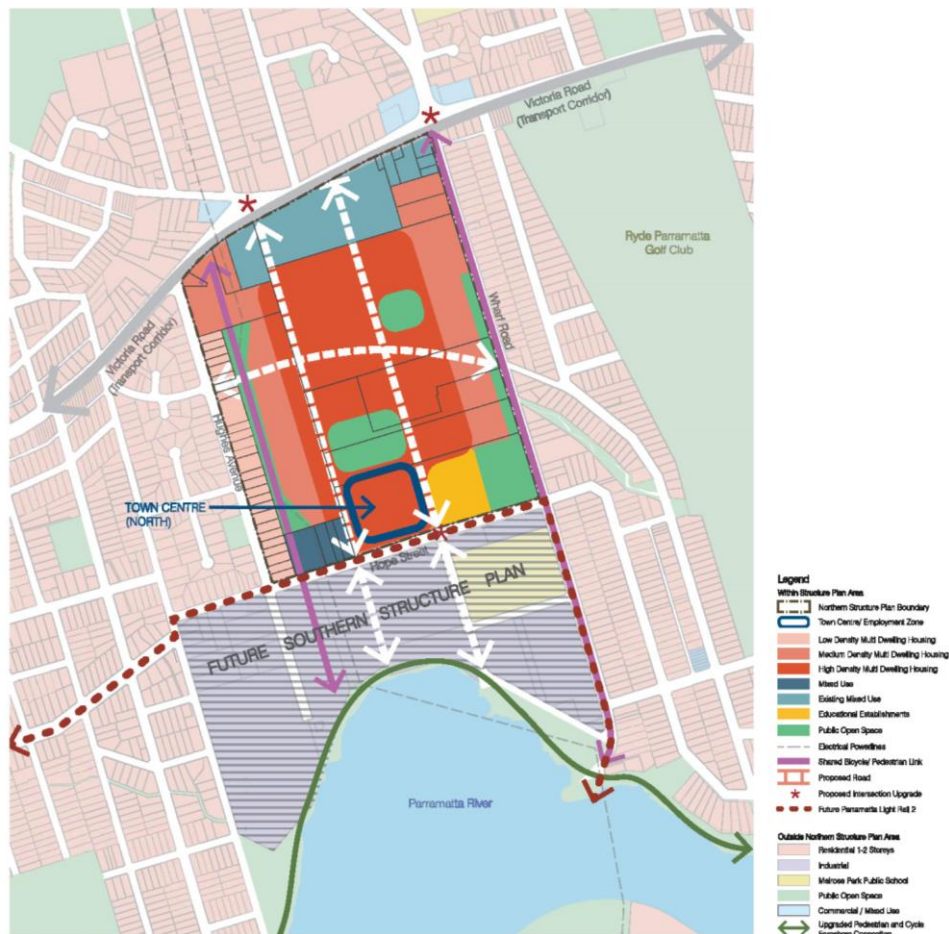 Victoria Road
(Transport Corridor)
Ryde Parramatta
Golf Club
Victoria Road
(Transport Corridor)
Wharf Road
Hughes Avenue
TOWN CENTRE
(NORTH)
Hope Street
FUTURE SOUTHERN STRUCTURE PLAN
Parramatta River
Legend
Within Structure Plan Area
Northern Structure Plan Boundary
Town Centre/ Employment Zone
Low Density Multi Dwelling Housing
Medium Density Multi Dwelling Housing
High Density Multi Dwelling Housing
Mixed Use
Existing Mixed Use
Educational Establishments
Public Open Space
Electrical Powerlines
Shared Bicycle/ Pedestrian Link
Proposed Road
Proposed Intersection Upgrade
Future Parramatta Light Rail 2
Outside Northern Structure Plan Area
Residential 1-2 Storeys
Industrial
Melrose Park Public School
Public Open Space
Commercial / Mixed Use
Upgraded Pedestrian and Cycle